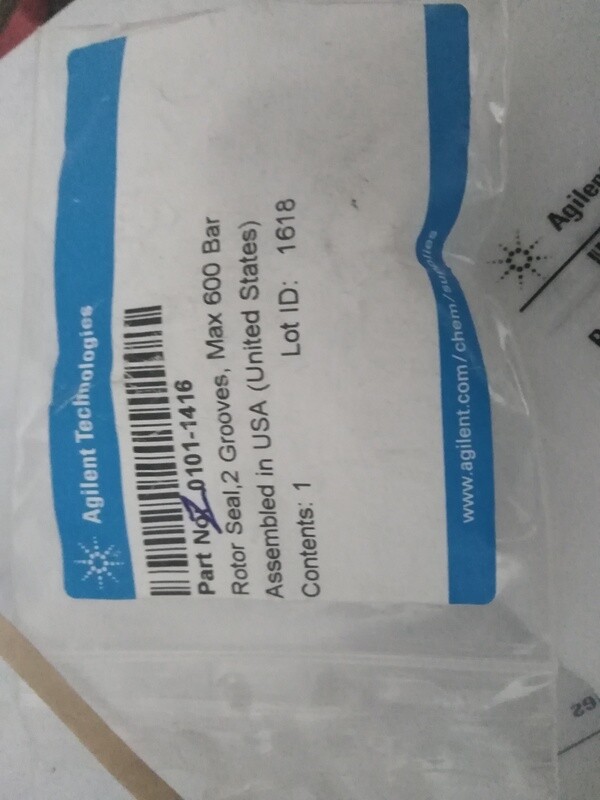 Agilent Technologies
Part No. 0101-1416
Rotor Seal,2 Grooves, Max 600 Bar
Assembled in USA (United States)
Lot ID: 1618
Contents: 1
www.agilent.com/chem/supplies
Agilent